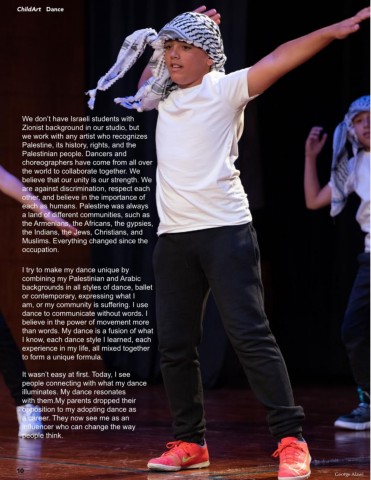 ChildArt Dance
We don't have Israeli students with
Zionist background in our studio, but
we work with any artist who recognizes
Palestine, its history, rights, and the
Palestinian people. Dancers and
choreographers have come from all over
the world to collaborate together. We
believe that our unity is our strength. We
are against discrimination, respect each
other, and believe in the importance of
each as humans. Palestine was always
a land of different communities, such as
the Armenians, the Africans, the gypsies,
the Indians, the Jews, Christians, and
Muslims. Everything changed since the
occupation.
I try to make my dance unique by
combining my Palestinian and Arabic
backgrounds in all styles of dance, ballet
or contemporary, expressing what I
am, or my community is suffering. I use
dance to communicate without words. I
believe in the power of movement more
than words. My dance is a fusion of what
I know, each dance style I learned, each
experience in my life, all mixed together
to form a unique formula.
It wasn't easy at first. Today, I see
people connecting with what my dance
illuminates. My dance resonates
with them.My parents dropped their
opposition to my adopting dance as
a career. They now see me as an
influencer who can change the way
people think.
10